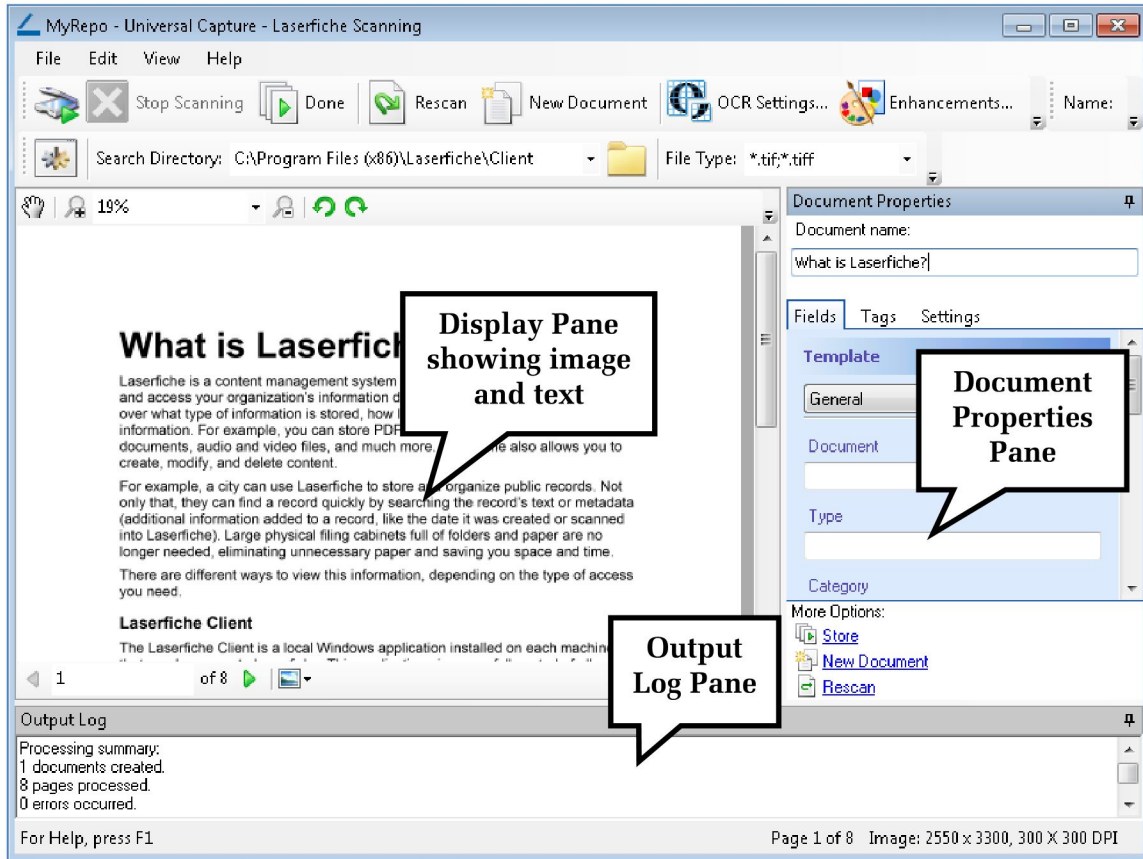 MyRepo - Universal Capture - Laserfiche Scanning
File Edit View Help
Stop Scanning Done Rescan New Document OCR Settings... Enhancements... Name:
Search Directory: C:\Program Files (x86)\Laserfiche\Client File Type: *.tif;*.tiff
19%
What is Laserfich
Laserfiche is a content management system
and access your organization's information d
over what type of information is stored, how
information. For example, you can store PDF
documents, audio and video files, and much more. ne also allows you to
create, modify, and delete content.
For example, a city can use Laserfiche to store and organize public records. Not
only that, they can find a record quickly by searching the record's text or metadata
(additional information added to a record, like the date it was created or scanned
into Laserfiche). Large physical filing cabinets full of folders and paper are no
longer needed, eliminating unnecessary paper and saving you space and time.
There are different ways to view this information, depending on the type of access
you need.
Laserfiche Client
The Laserfiche Client is a local Windows application installed on each machin
1 of 8
Display Pane
showing image
and text
Document Properties
Document name:
What is Laserfiche?
Fields Tags Settings
Template
General
Document
Type
Category
Document
Properties
Pane
More Options:
Store
New Document
Rescan
Output
Log Pane
Output Log
Processing summary:
1 documents created.
8 pages processed.
0 errors occurred.
For Help, press F1
Page 1 of 8 Image: 2550 x 3300, 300 X 300 DPI